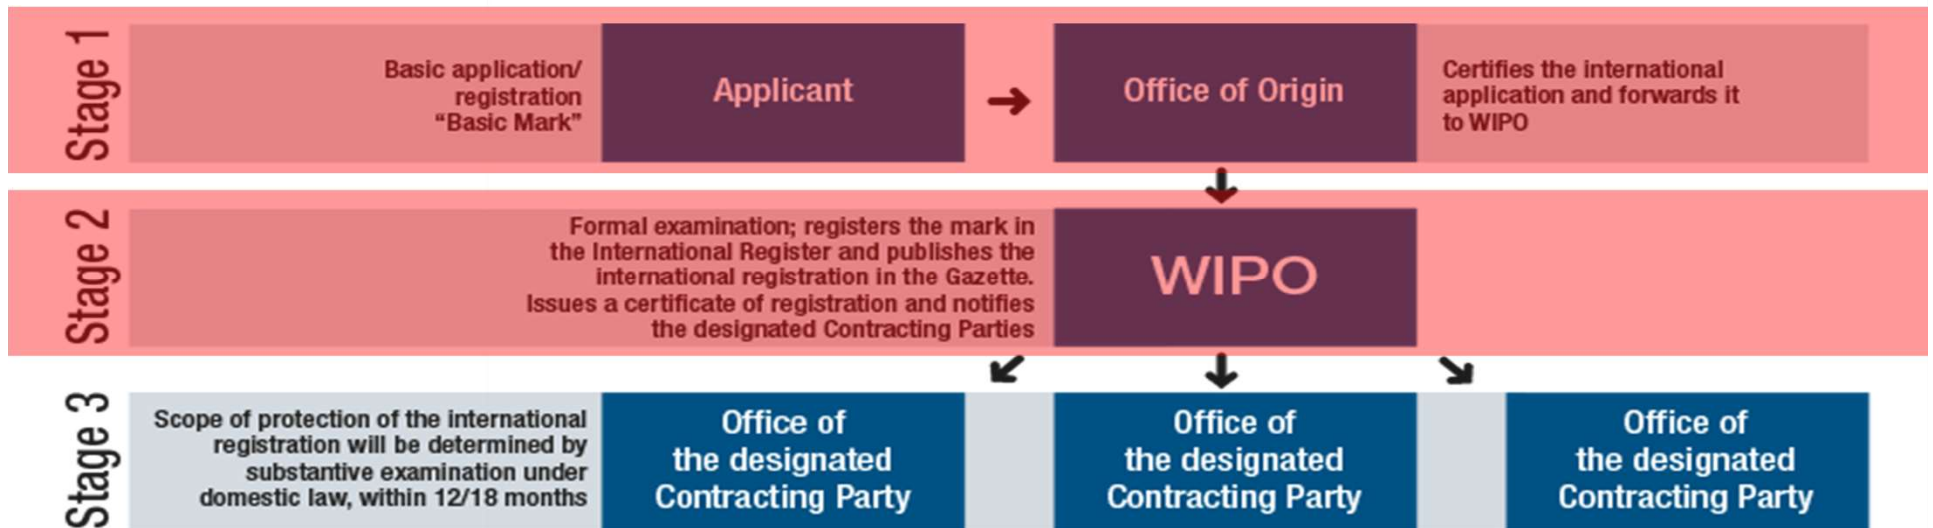 Stage 1
Basic application/
registration
“Basic Mark”
Applicant
Office of Origin
Certifies the international
application and forwards it
to WIPO
Stage 2
Formal examination; registers the mark in
the International Register and publishes the
international registration in the Gazette.
Issues a certificate of registration and notifies
the designated Contracting Parties
WIPO
Stage 3
Scope of protection of the international
registration will be determined by
substantive examination under
domestic law, within 12/18 months
Office of
the designated
Contracting Party
Office of
the designated
Contracting Party
Office of
the designated
Contracting Party